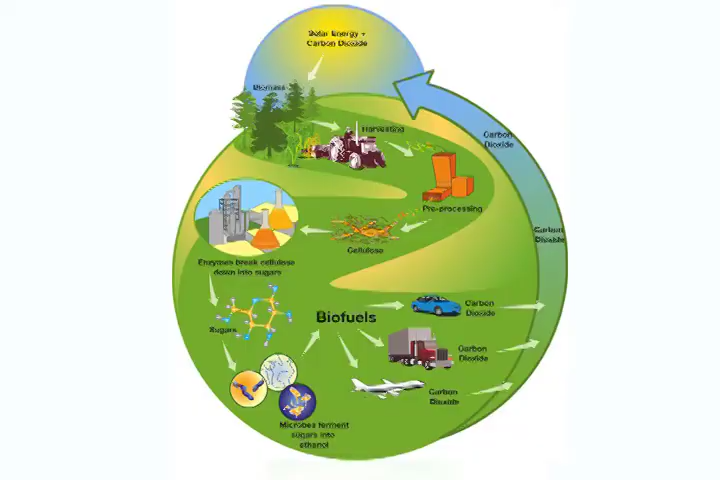 Solar Energy +
Carbon Dioxide
Biomass
Harvesting
Carbon
Dioxide
Pre-processing
Carbon
Dioxide
Cellulose
Enzymes break cellulose
down into sugars
Sugars
Biofuels
Carbon
Dioxide
Carbon
Dioxide
Carbon
Dioxide
Microbes ferment
sugars into
ethanol